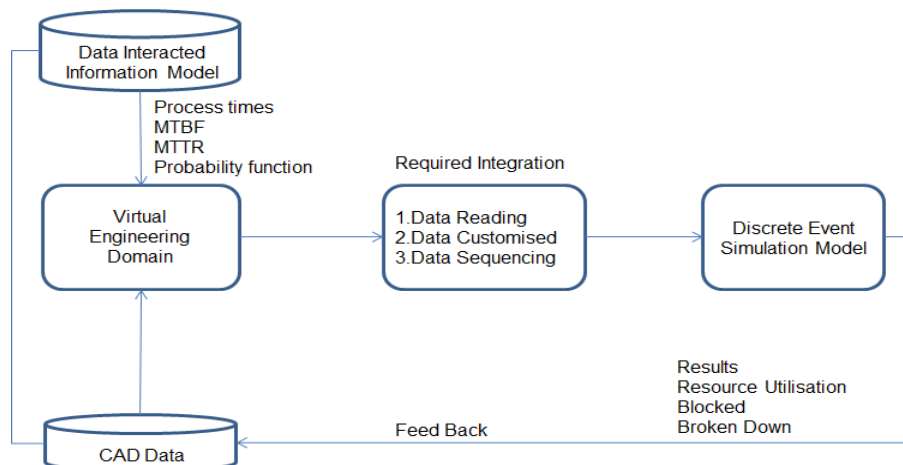 Data Interacted
Information Model
Process times
MTBF
MTTR
Probability function
Required Integration
Virtual
Engineering
Domain
1.Data Reading
2.Data Customised
3.Data Sequencing
Discrete Event
Simulation Model
Results
Resource Utilisation
Blocked
Broken Down
Feed Back
CAD Data